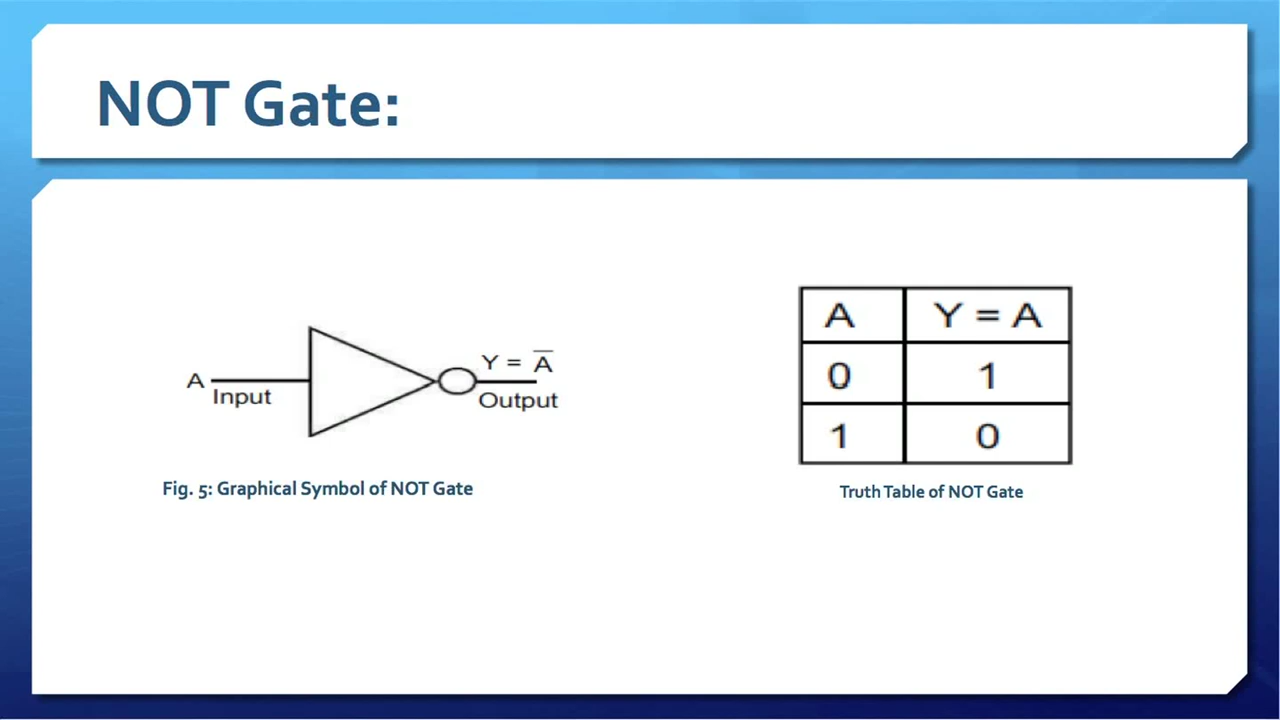 NOT Gate:
A
Input
Y = A̅
Output
Fig. 5: Graphical Symbol of NOT Gate
A Y = A
0 1
1 0
Truth Table of NOT Gate